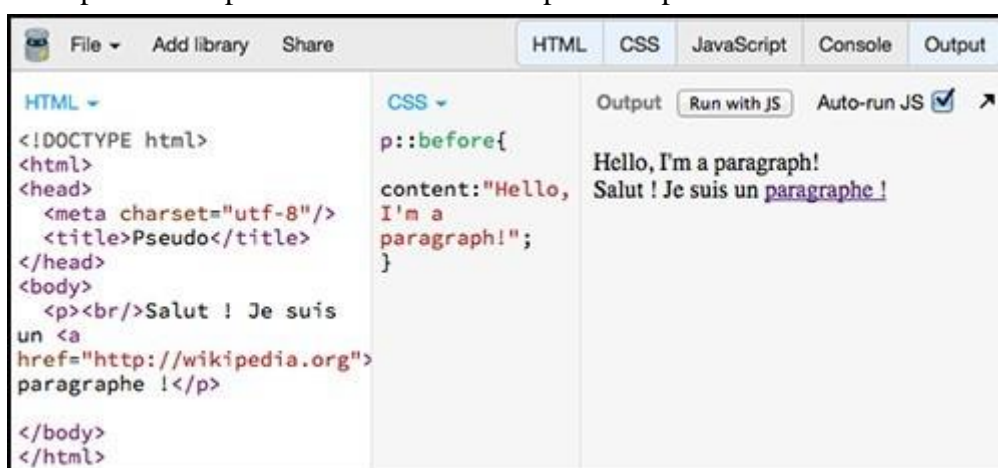 File Add library Share HTML CSS JavaScript Console Output
HTML
<!DOCTYPE html>
<html>
<head>
<meta charset="utf-8"/>
<title>Pseudo</title>
</head>
<body>
<p><br/>Salut ! Je suis
un <a
href="http://wikipedia.org">
paragraphe !</p>
</body>
</html>
CSS
p::before{
content:"Hello,
I'm a
paragraph!";
}
Output Run with JS Auto-run JS
Hello, I'm a paragraph!
Salut ! Je suis un paragraphe !